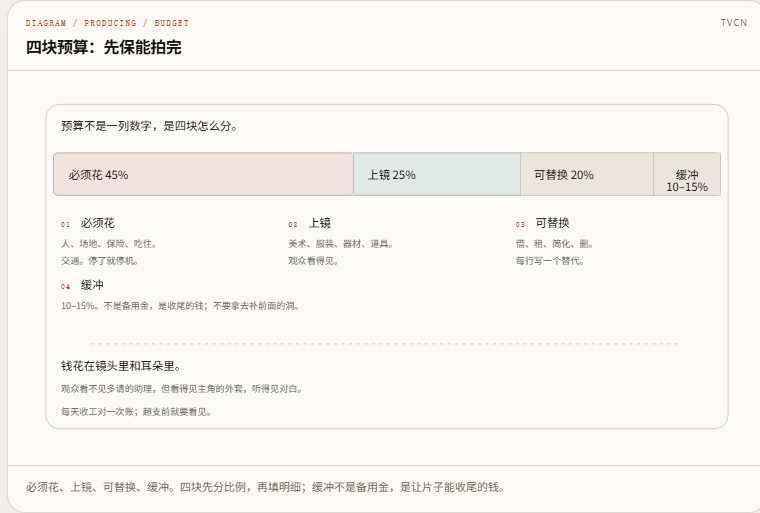 DIAGRAM / PRODUCING / BUDGET
TVCN
四块预算：先保能拍完
预算不是一列数字，是四块怎么分。
必须花 45%
上镜 25%
可替换 20%
缓冲
10–15%
01 必须花
人、场地、保险、吃住。
交通。停了就停机。
02 上镜
美术、服装、器材、道具。
观众看得见。
03 可替换
借、租、简化、删。
每行写一个替代。
04 缓冲
10–15%。不是备用金，是收尾的钱；不要拿去补前面的洞。
钱花在镜头里和耳朵里。
观众看不见多请的助理，但看得见主角的外套，听得见对白。
每天收工对一次账；超支前就要看见。
必须花、上镜、可替换、缓冲。四块先分比例，再填明细；缓冲不是备用金，是让片子能收尾的钱。